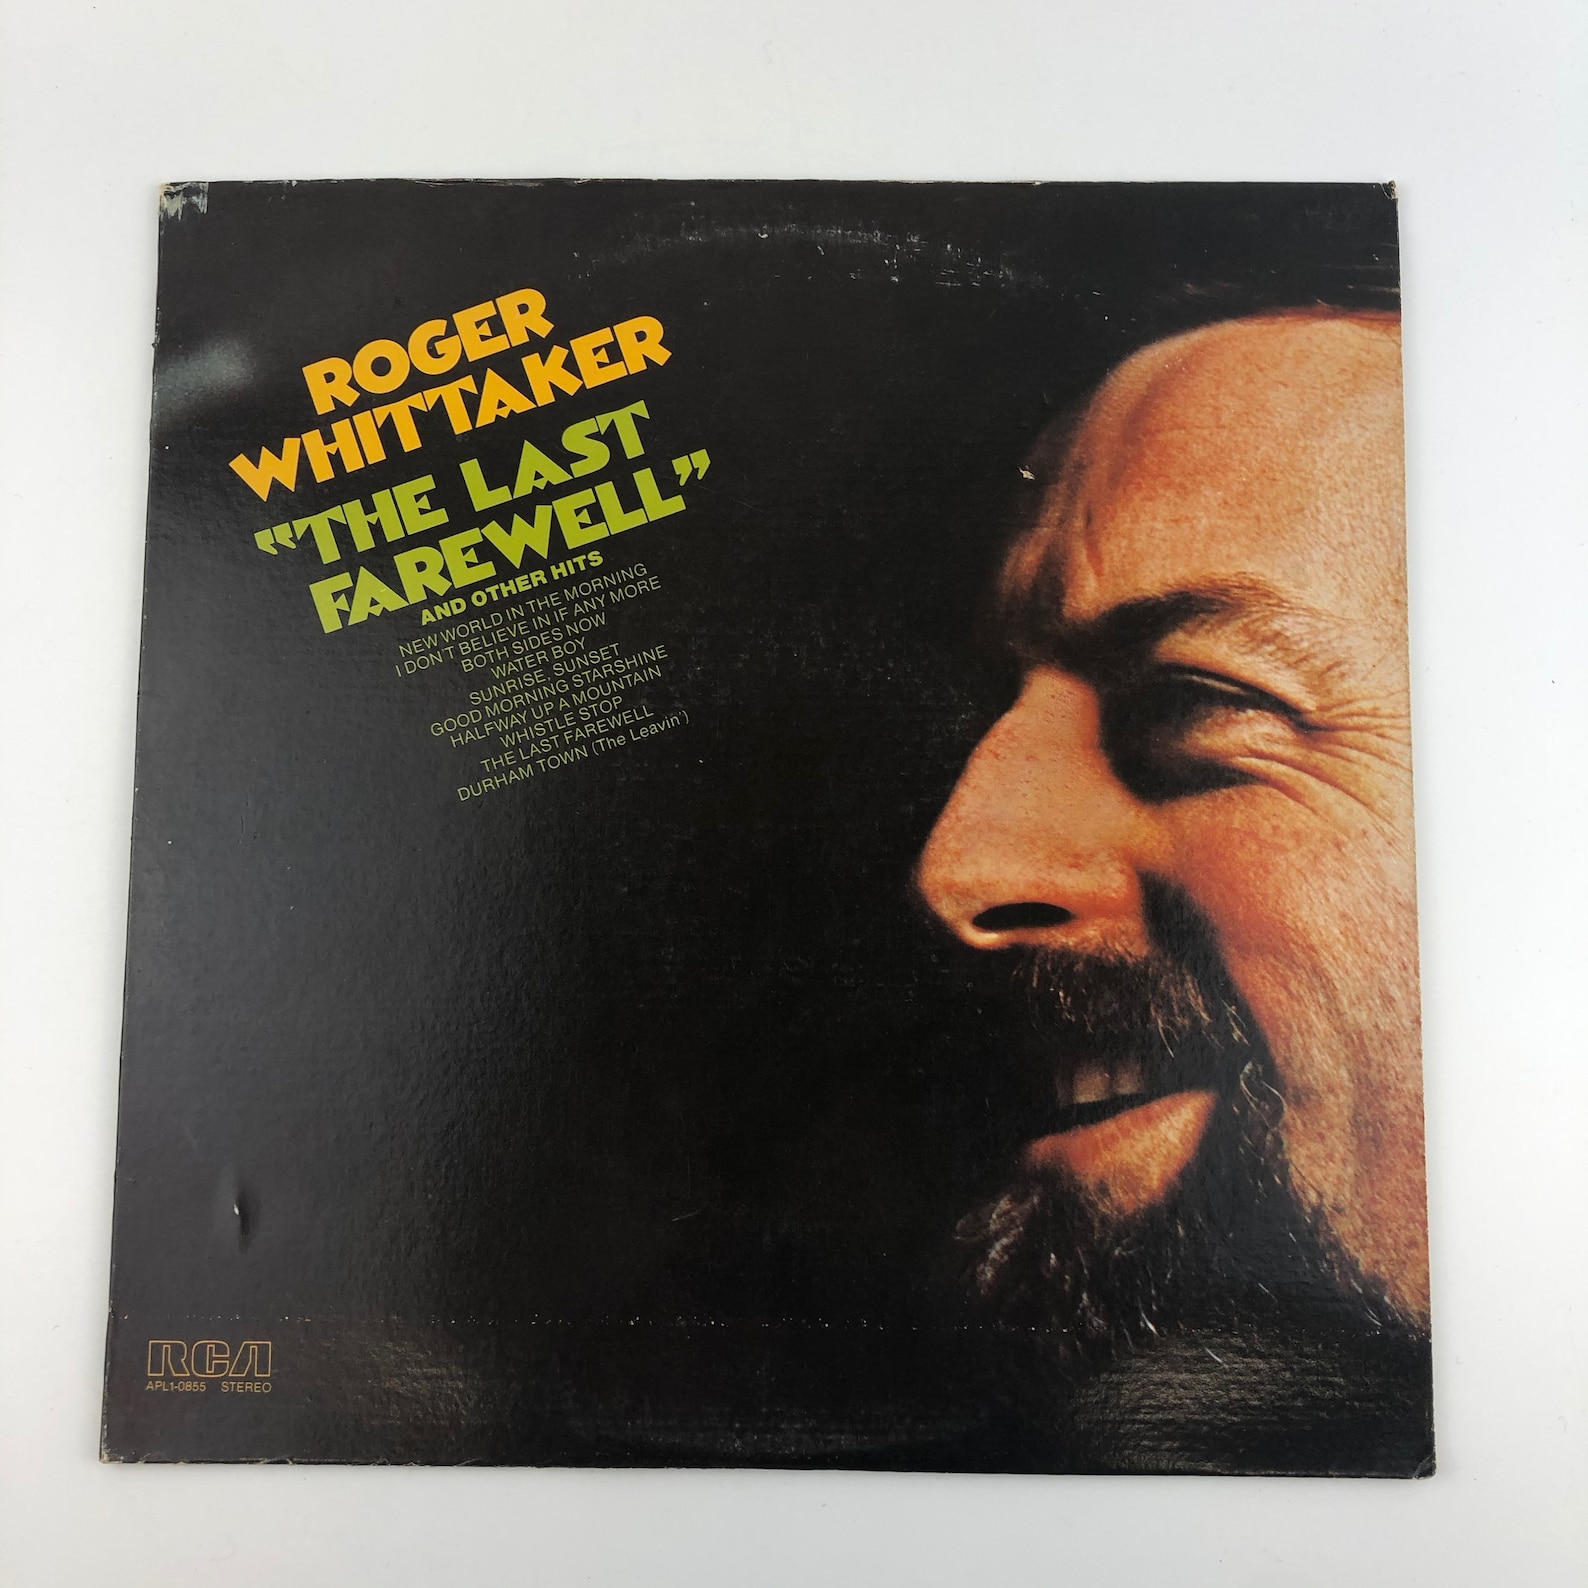 ROGER
WHITTAKER
“THE LAST
FAREWELL”
AND OTHER HITS
NEW WORLD IN THE MORNING
I DON'T BELIEVE IN IF ANY MORE
BOTH SIDES NOW
WATER BOY
SUNRISE, SUNSET
GOOD MORNING STARSHINE
HALFWAY UP A MOUNTAIN
WHISTLE STOP
THE LAST FAREWELL
DURHAM TOWN (The Leavin')
RCA
APL1-0855 STEREO